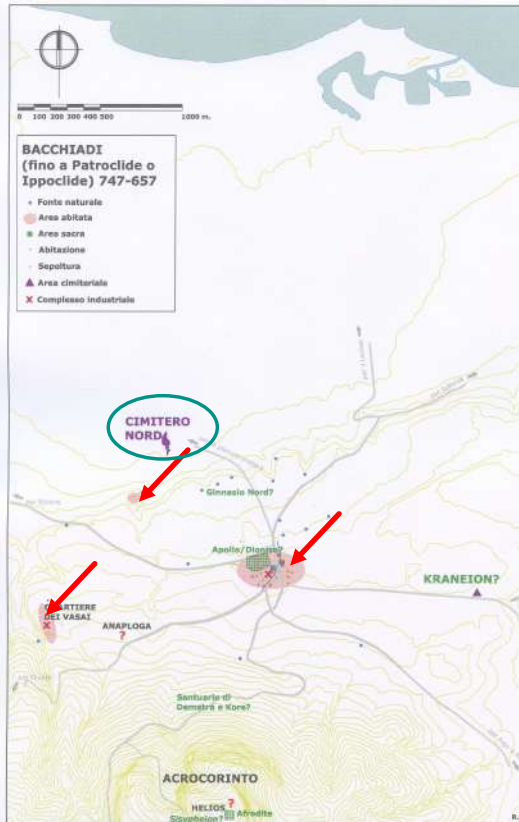 0 100 200 300 400 500 1000 m.
BACCHIADI
(fino a Patroclide o
Ippoclide) 747-657
Fonte naturale
Area abitata
Area sacra
Abitazione
Sepoltura
Area cimiteriale
Complesso industriale
CIMITERO
NORD
Ginnasio Nord?
Apollo/Dioniso?
KRANEION?
DEI VASAI
ANAPLOGA
?
Santuario di
Demetra e Kore?
ACROCORINTO
HELIOS ?
Sisypheion? Afrodite
R.